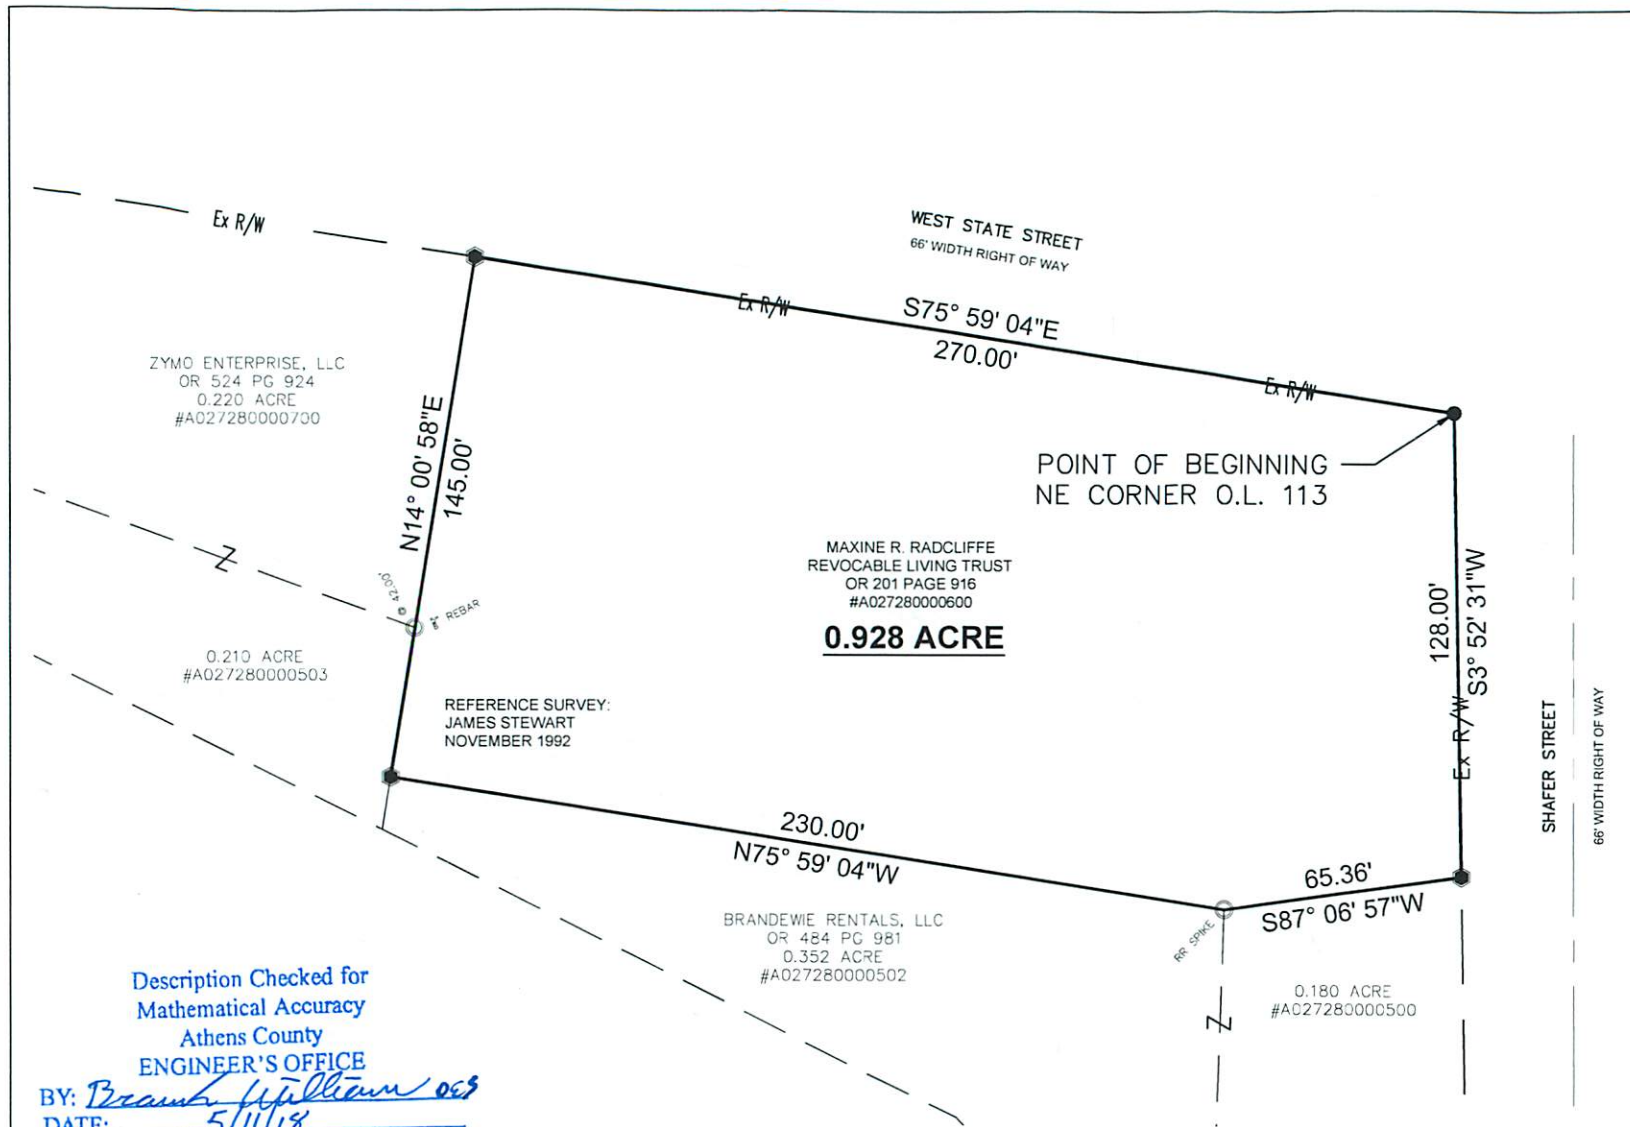 WEST STATE STREET
66' WIDTH RIGHT OF WAY
Ex R/W
Ex R/W
S75° 59' 04"E
270.00'
Ex R/W
ZYMO ENTERPRISE, LLC
OR 524 PG 924
0.220 ACRE
#A027280000700
N14° 00' 58"E
145.00'
POINT OF BEGINNING
NE CORNER O.L. 113
MAXINE R. RADCLIFFE
REVOCABLE LIVING TRUST
OR 201 PAGE 916
#A027280000600
0.928 ACRE
128.00'
S3° 52' 31"W
Ex R/W
SHAFER STREET
66' WIDTH RIGHT OF WAY
Z
@ 42.00'
REBAR
0.210 ACRE
#A027280000503
REFERENCE SURVEY:
JAMES STEWART
NOVEMBER 1992
230.00'
N75° 59' 04"W
65.36'
S87° 06' 57"W
RR SPIKE
BRANDEWIE RENTALS, LLC
OR 484 PG 981
0.352 ACRE
#A027280000502
0.180 ACRE
#A027280000500
Z
Description Checked for
Mathematical Accuracy
Athens County
ENGINEER'S OFFICE
BY:
DATE: 5/11/18